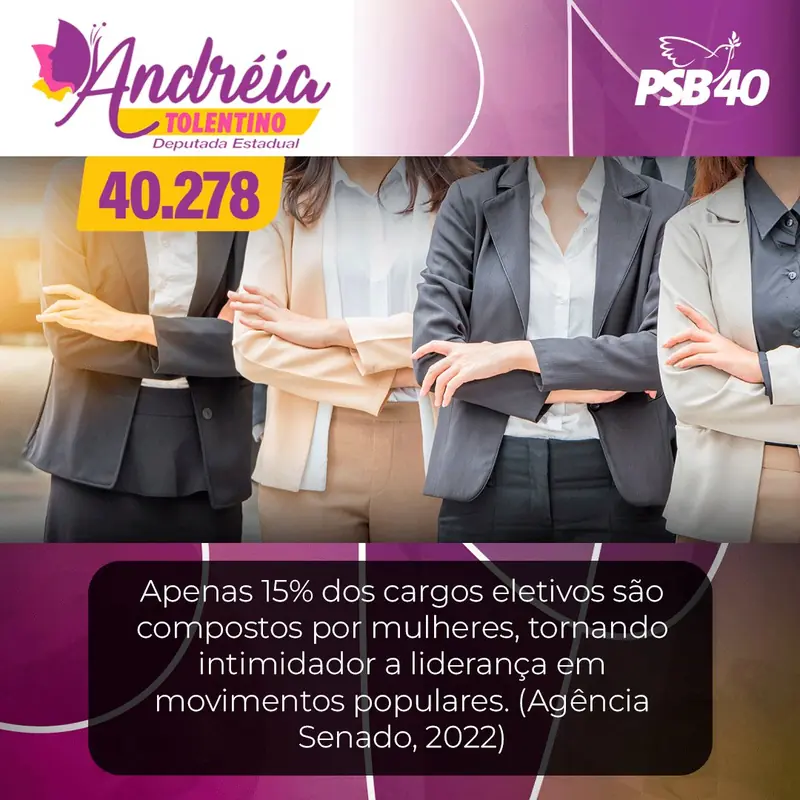 Andréia
TOLENTINO
Deputada Estadual
PSB 40
40.278
Apenas 15% dos cargos eletivos são
compostos por mulheres, tornando
intimidador a liderança em
movimentos populares. (Agência
Senado, 2022)